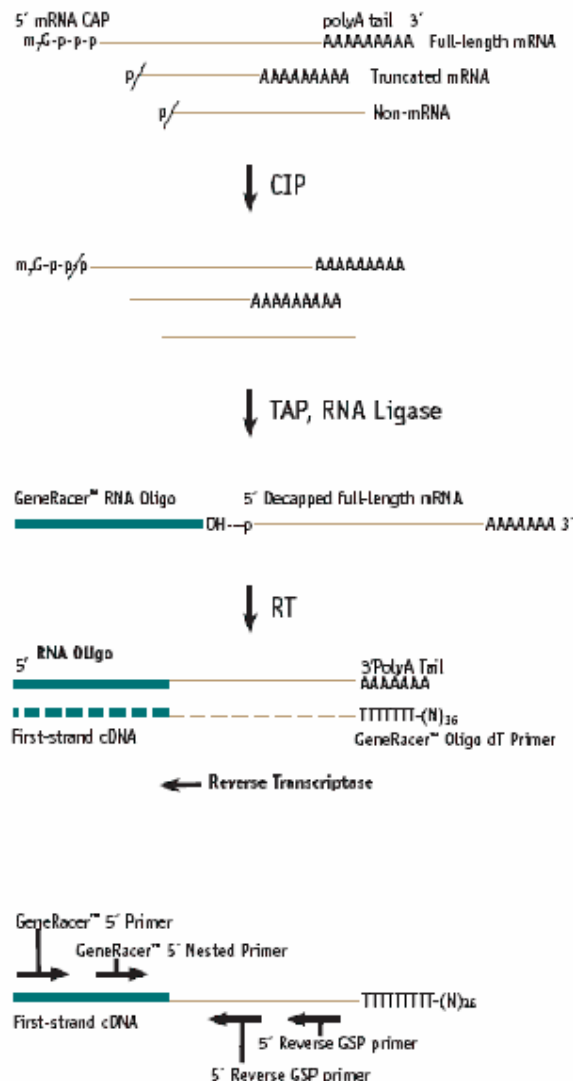 5´ mRNA CAP polyA tail 3´
m₇G-p-p-p AAAAAAAAA Full-length mRNA
p AAAAAAAAA Truncated mRNA
p Non-mRNA
CIP
m₇G-p-p/p AAAAAAAAA
AAAAAAAAA
TAP, RNA Ligase
GeneRacer™ RNA Oligo 5´ Decapped full-length mRNA
OH---p AAAAAAA 3´
RT
5´ RNA Oligo
3´PolyA Tail
AAAAAAA
TTTTTTT-(N)₃₆
First-strand cDNA GeneRacer™ Oligo dT Primer
Reverse Transcriptase
GeneRacer™ 5´ Primer
GeneRacer™ 5´ Nested Primer
TTTTTTTTT-(N)₃₆
First-strand cDNA
5´ Reverse GSP primer
5´ Reverse GSP primer